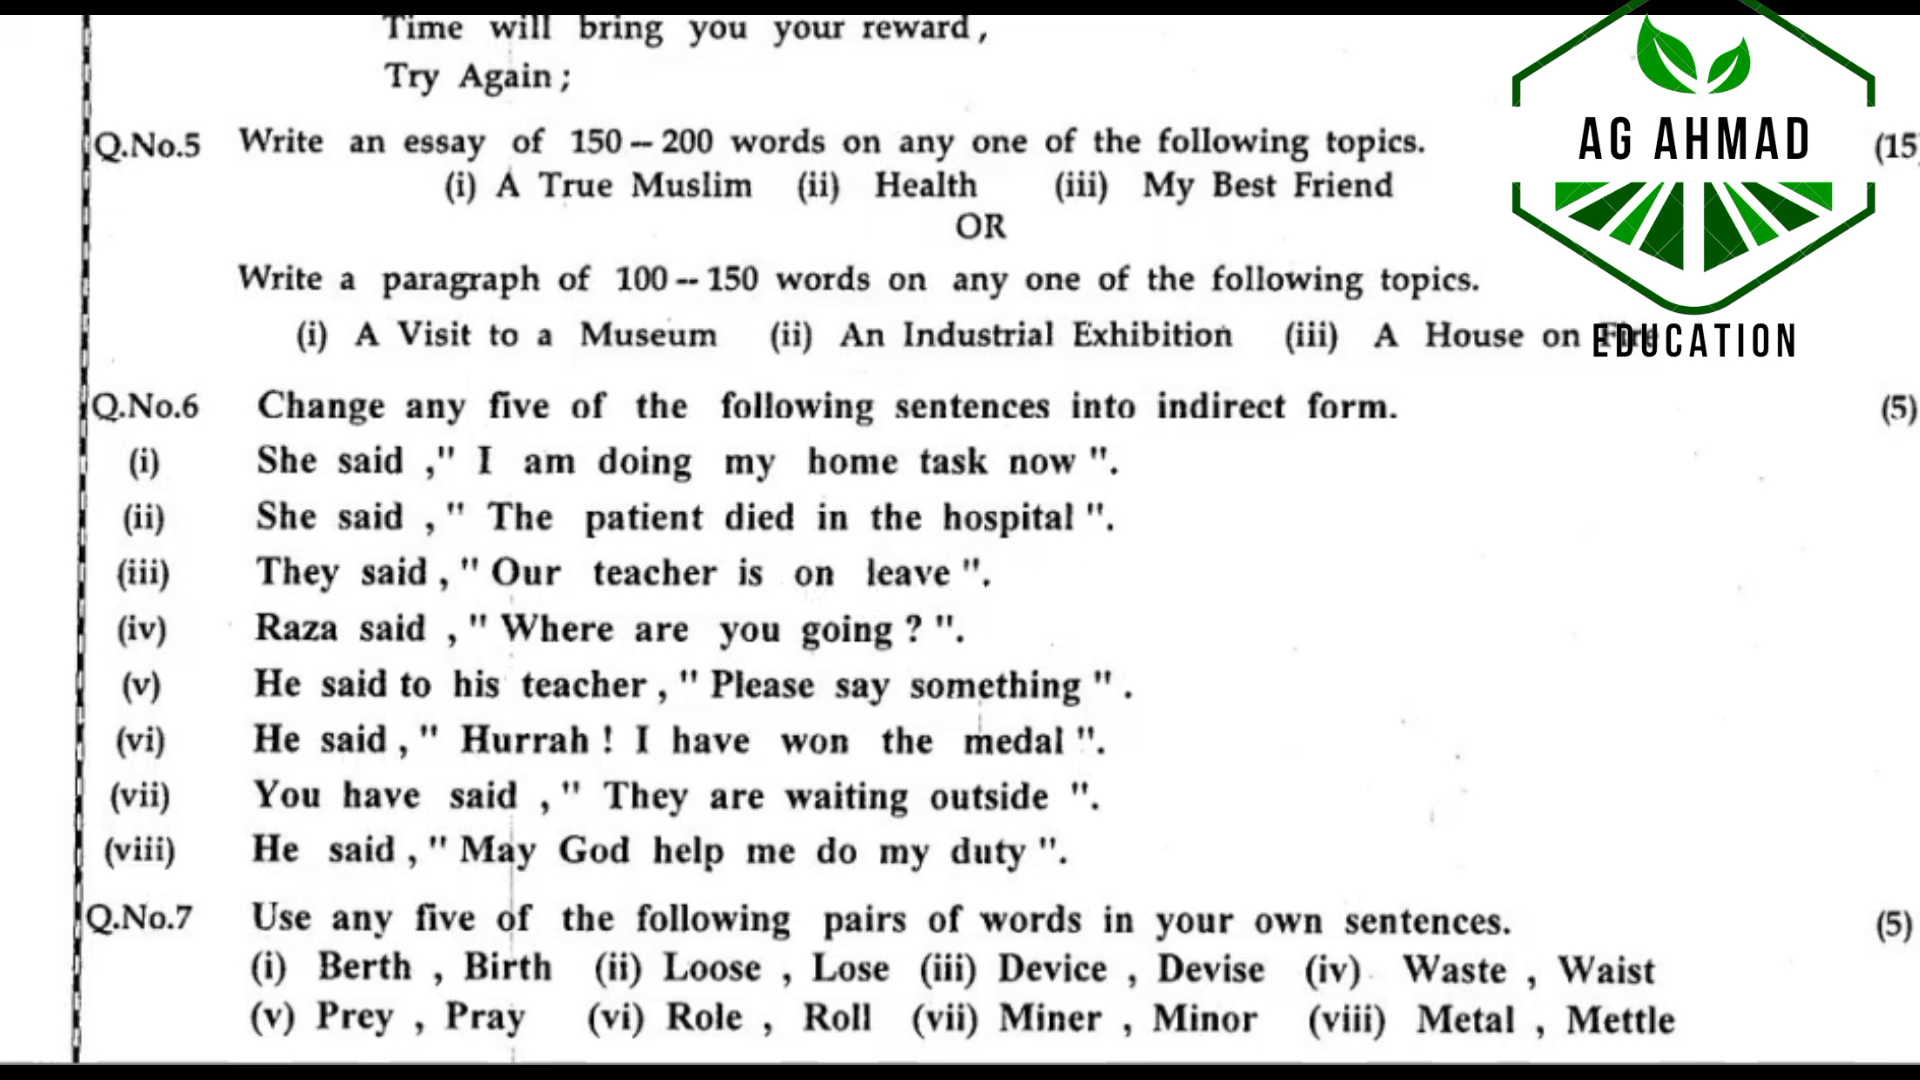 Time will bring you your reward,
Try Again;
Q.No.5 Write an essay of 150 -- 200 words on any one of the following topics. (15)
(i) A True Muslim (ii) Health (iii) My Best Friend
OR
Write a paragraph of 100 -- 150 words on any one of the following topics.
(i) A Visit to a Museum (ii) An Industrial Exhibition (iii) A House on Fire
AG AHMAD
EDUCATION
Q.No.6 Change any five of the following sentences into indirect form. (5)
(i) She said ," I am doing my home task now ".
(ii) She said , " The patient died in the hospital ".
(iii) They said , " Our teacher is on leave ".
(iv) Raza said , " Where are you going ? ".
(v) He said to his teacher , " Please say something " .
(vi) He said , " Hurrah ! I have won the medal ".
(vii) You have said , " They are waiting outside ".
(viii) He said , " May God help me do my duty ".
Q.No.7 Use any five of the following pairs of words in your own sentences. (5)
(i) Berth , Birth (ii) Loose , Lose (iii) Device , Devise (iv) Waste , Waist
(v) Prey , Pray (vi) Role , Roll (vii) Miner , Minor (viii) Metal , Mettle